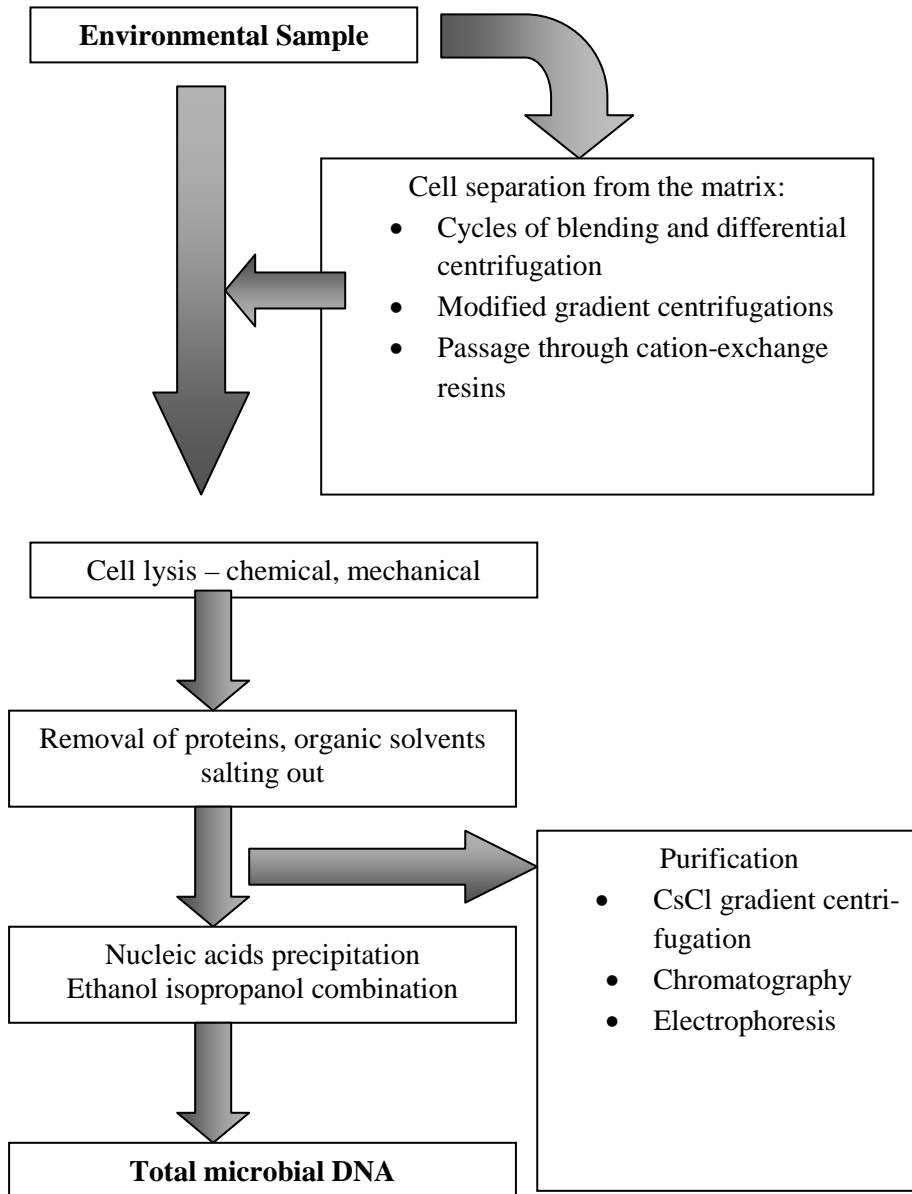 Environmental Sample
Cell separation from the matrix:
• Cycles of blending and differential
centrifugation
• Modified gradient centrifugations
• Passage through cation-exchange
resins
Cell lysis – chemical, mechanical
Removal of proteins, organic solvents
salting out
Purification
• CsCl gradient centri-
fugation
• Chromatography
• Electrophoresis
Nucleic acids precipitation
Ethanol isopropanol combination
Total microbial DNA